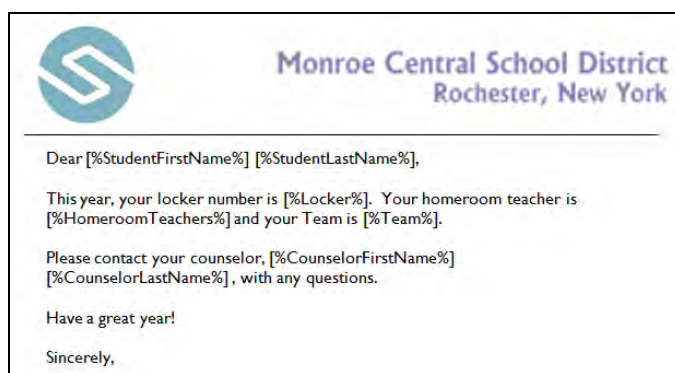 Monroe Central School District
Rochester, New York
Dear [%StudentFirstName%] [%StudentLastName%],
This year, your locker number is [%Locker%].  Your homeroom teacher is
[%HomeroomTeachers%] and your Team is [%Team%].
Please contact your counselor, [%CounselorFirstName%]
[%CounselorLastName%] , with any questions.
Have a great year!
Sincerely,